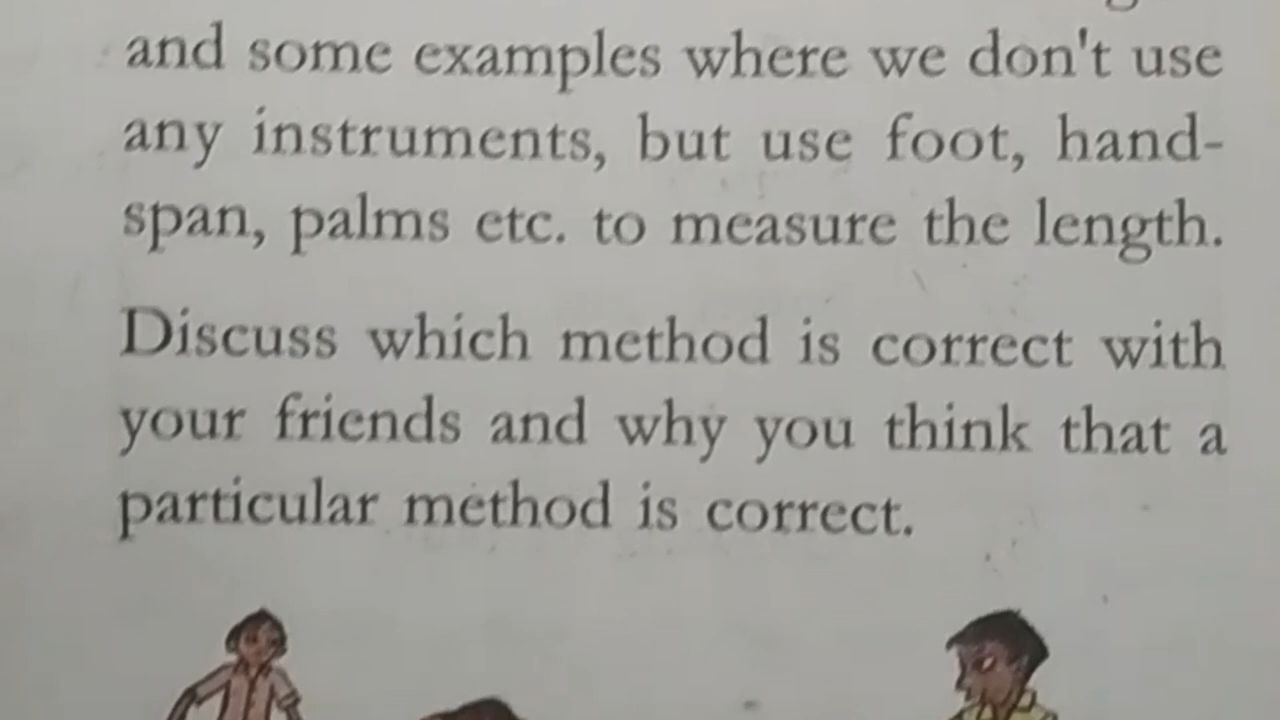 and some examples where we don't use
any instruments, but use foot, hand-
span, palms etc. to measure the length.
Discuss which method is correct with
your friends and why you think that a
particular method is correct.